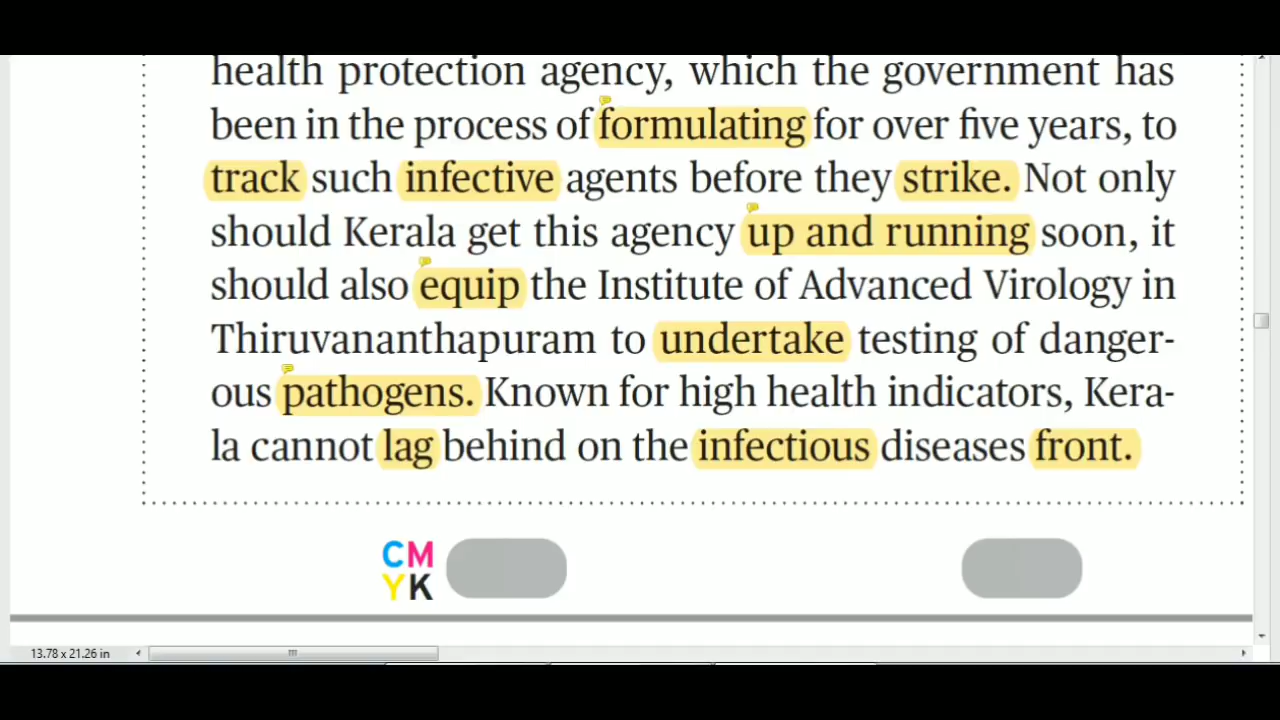 health protection agency, which the government has
been in the process of formulating for over five years, to
track such infective agents before they strike. Not only
should Kerala get this agency up and running soon, it
should also equip the Institute of Advanced Virology in
Thiruvananthapuram to undertake testing of danger-
ous pathogens. Known for high health indicators, Kera-
la cannot lag behind on the infectious diseases front.
CM
YK
13.78 x 21.26 in